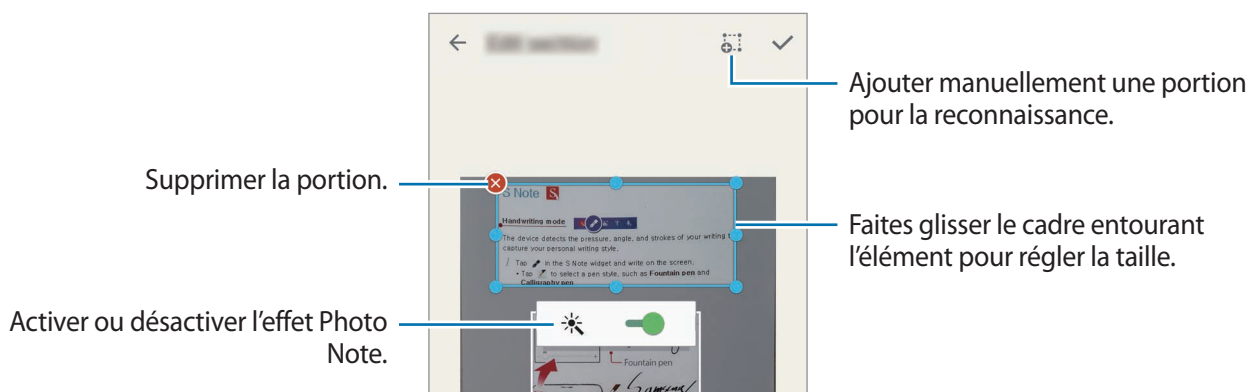 Ajouter manuellement une portion
pour la reconnaissance.
Supprimer la portion.
S Note
Handwriting mode
Faites glisser le cadre entourant
l'élément pour régler la taille.
The device detects the pressure, angle, and strokes of your writing
capture your personal writing style.
Tap in the S Note widget and write on the screen.
• Tap to select a pen style, such as Fountain pen and
Calligraphy pen
Activer ou désactiver l'effet Photo
Note.
Fountain pen
Samsung